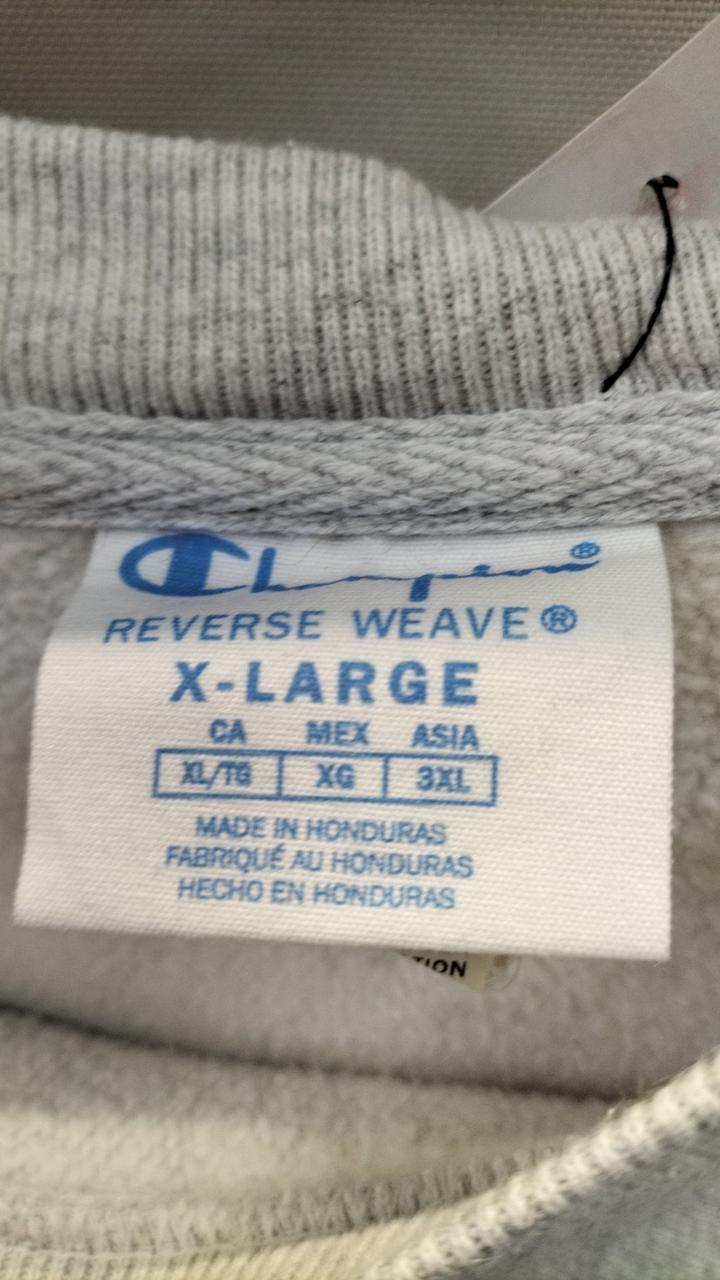 Champion®
REVERSE WEAVE®
X-LARGE
CA MEX ASIA
XL/TG XG 3XL
MADE IN HONDURAS
FABRIQUÉ AU HONDURAS
HECHO EN HONDURAS
TION